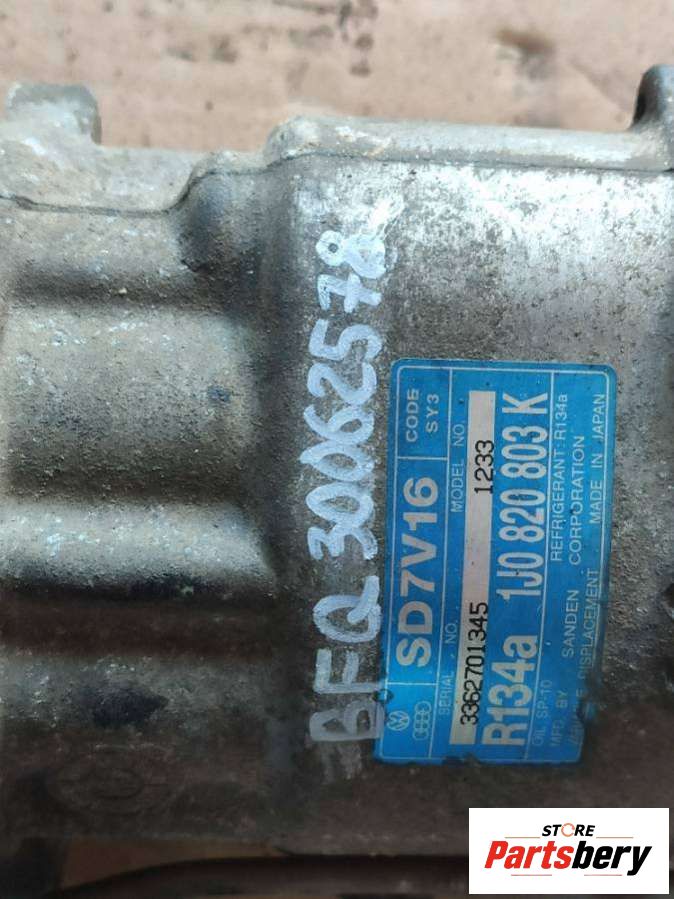 BFQ 30062578
SD7V16
CODE
SY3
SERIAL NO.
MODEL NO.
3362701345
1233
R134a 1J0 820 803 K
OIL SP-10
REFRIGERANT: R134a
MFD. BY SANDEN CORPORATION
DISPLACEMENT MADE IN JAPAN
STORE
Partsbery